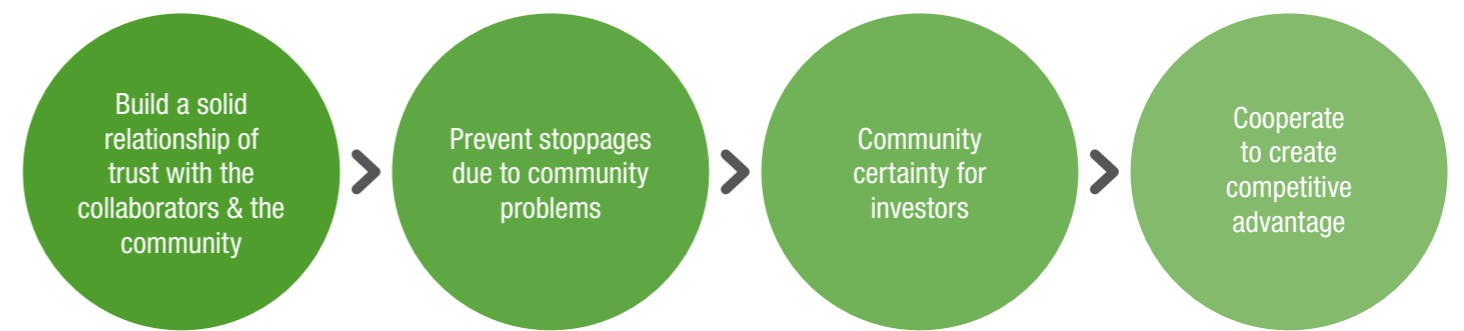 Build a solid
relationship of
trust with the
collaborators & the
community
Prevent stoppages
due to community
problems
Community
certainty for
investors
Cooperate
to create
competitive
advantage